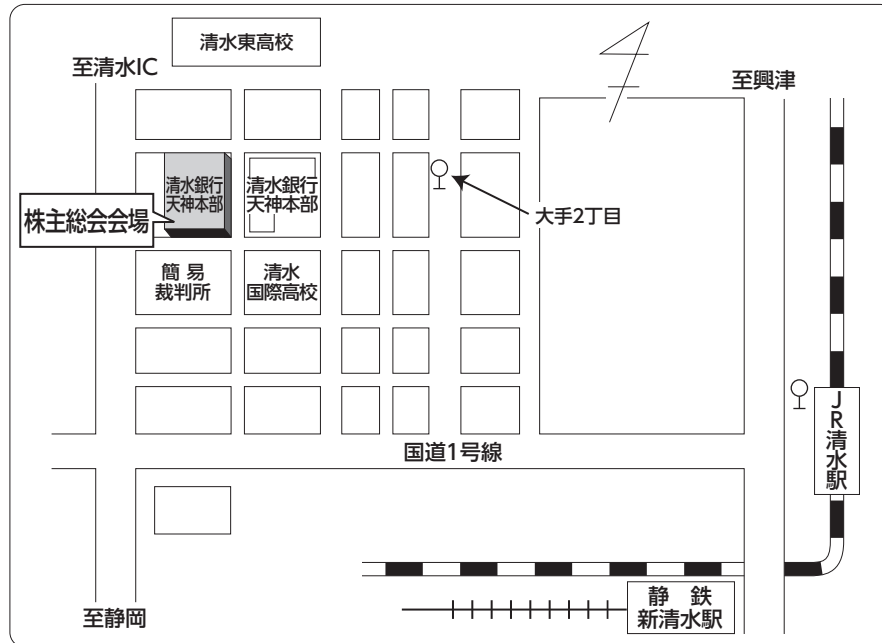 清水東高校
至清水IC
至興津
清水銀行
天神本部
清水銀行
天神本部
株主総会会場
大手2丁目
簡易
裁判所
清水
国際高校
JR清水駅
国道1号線
静鉄
新清水駅
至静岡